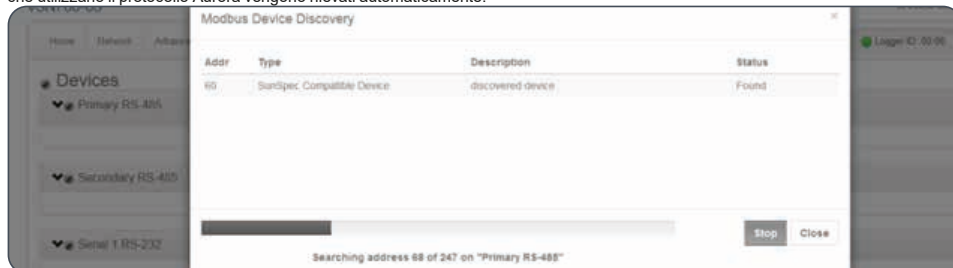 che utilizzano il protocollo Aurora vengono rilevati automaticamente.
Modbus Device Discovery ×
Home Network
Logger ID: 00:06
Addr Type Description Status
Devices
60 SunSpec Compatible Device discovered device Found
Primary RS-485
Secondary RS-485
Stop Close
Serial 1 RS-232
Searching address 68 of 247 on "Primary RS-485"